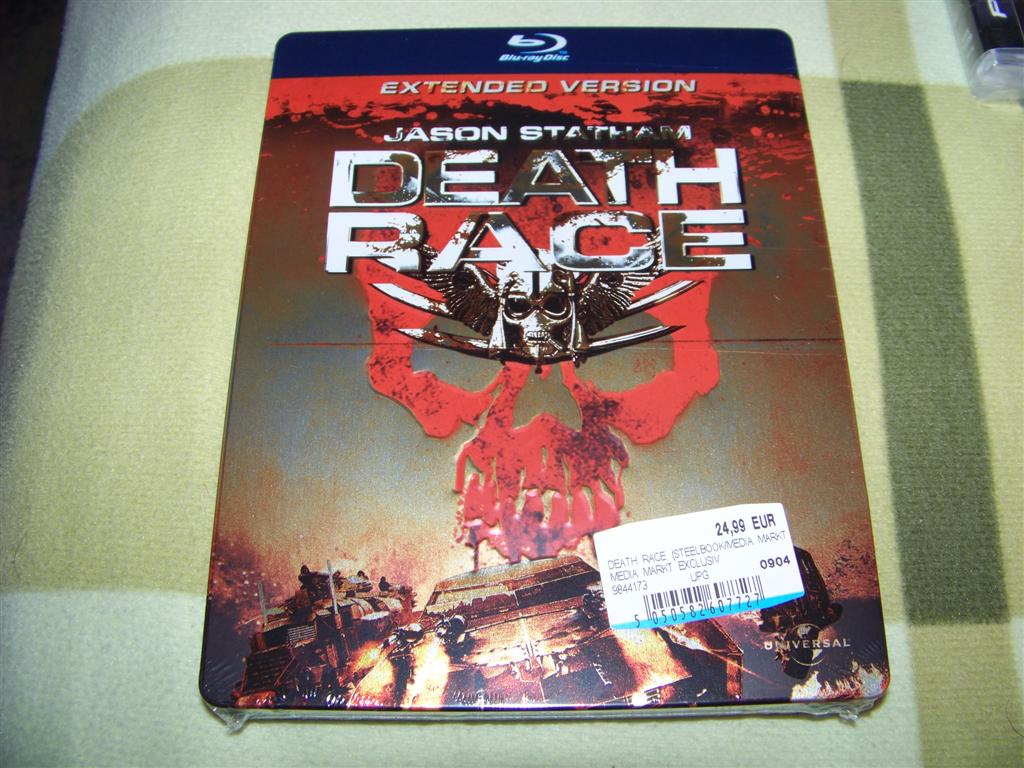 Blu-ray Disc
EXTENDED VERSION
JASON STATHAM
DEATH
RACE
24,99 EUR
DEATH RACE (STEELBOOK/MEDIA MARKT
MEDIA MARKT EXCLUSIV 0904
9844173 UPG
5 050582 607727
UNIVERSAL